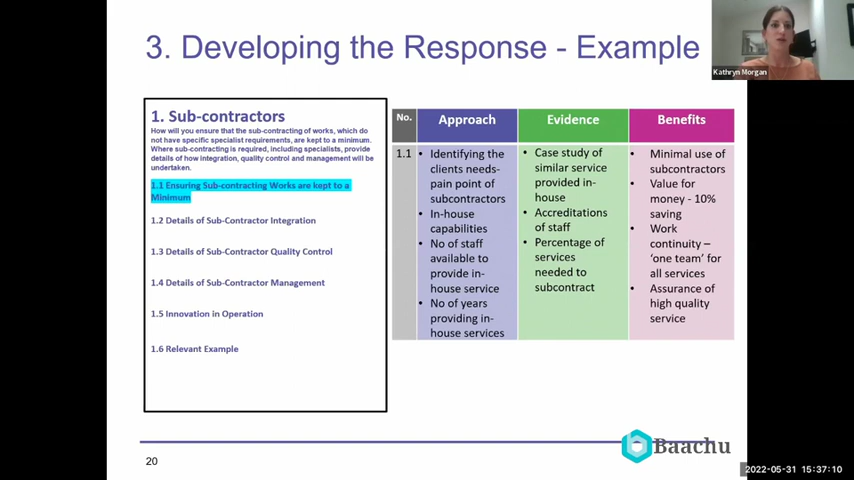 3. Developing the Response - Example
Kathryn Morgan
1. Sub-contractors
How will you ensure that the sub-contracting of works, which do
not have specific specialist requirements, are kept to a minimum.
Where sub-contracting is required, including specialists, provide
details of how integration, quality control and management will be
undertaken.
1.1 Ensuring Sub-contracting Works are kept to a
Minimum
1.2 Details of Sub-Contractor Integration
1.3 Details of Sub-Contractor Quality Control
1.4 Details of Sub-Contractor Management
1.5 Innovation in Operation
1.6 Relevant Example
No.
Approach
Evidence
Benefits
1.1
• Identifying the
clients needs-
pain point of
subcontractors
• In-house
capabilities
• No of staff
available to
provide in-
house service
• No of years
providing in-
house services
• Case study of
similar service
provided in-
house
• Accreditations
of staff
• Percentage of
services
needed to
subcontract
• Minimal use of
subcontractors
• Value for
money - 10%
saving
• Work
continuity –
‘one team’ for
all services
• Assurance of
high quality
service
20
Baachu
2022-05-31 15:37:10